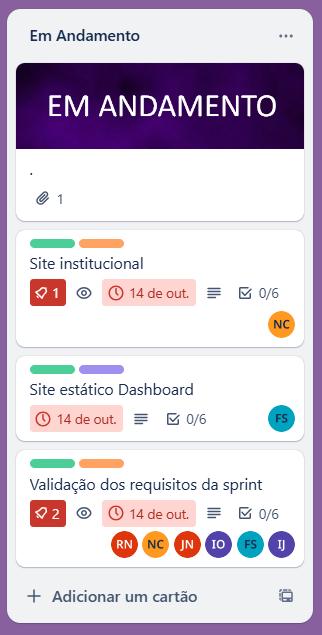 Em Andamento
EM ANDAMENTO
.
1
Site institucional
1 14 de out. 0/6
NC
Site estático Dashboard
14 de out. 0/6 FS
Validação dos requisitos da sprint
2 14 de out. 0/6
RN NC JN IO FS IJ
Adicionar um cartão